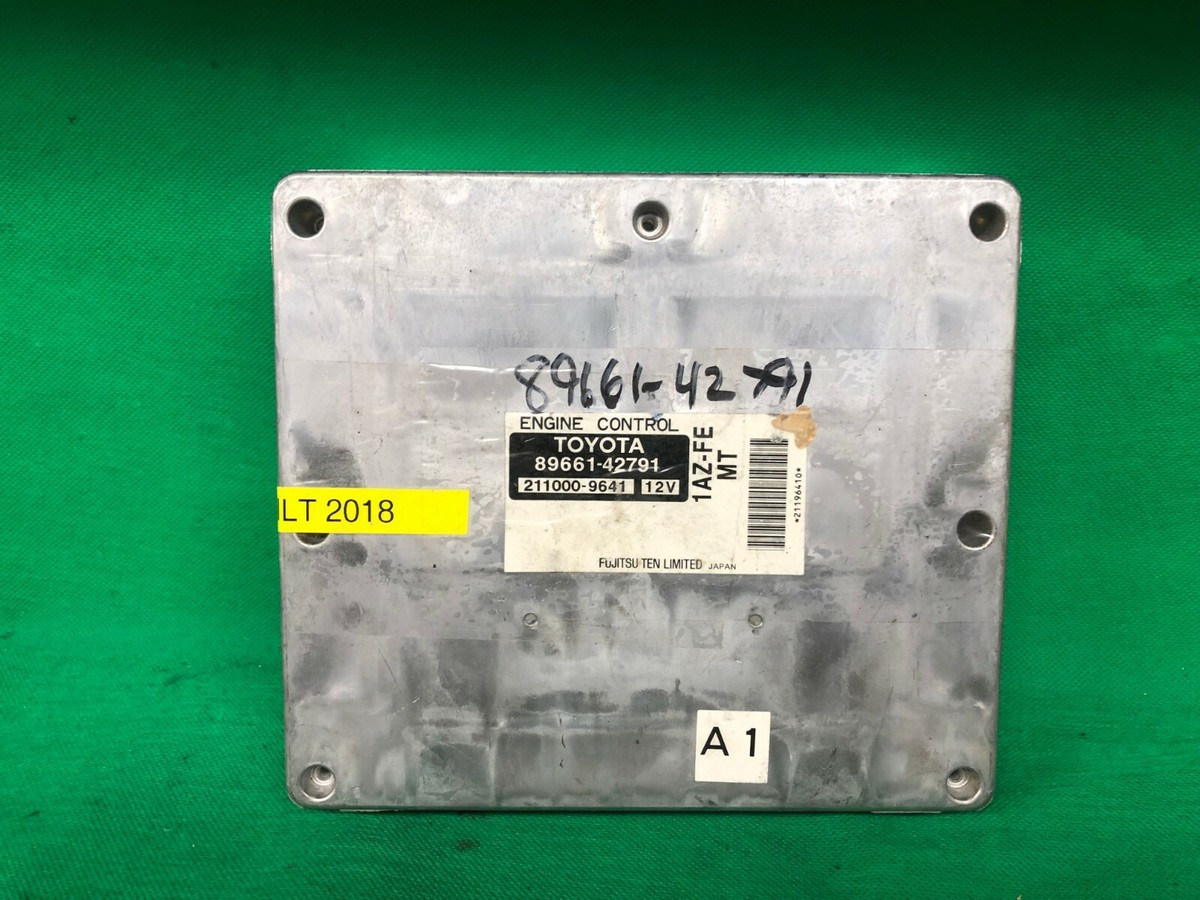 89661-42791
ENGINE CONTROL
TOYOTA
89661-42791
211000-9641 12V
1AZ-FE
MT
*21196410*
FUJITSU TEN LIMITED JAPAN
LT 2018
A 1